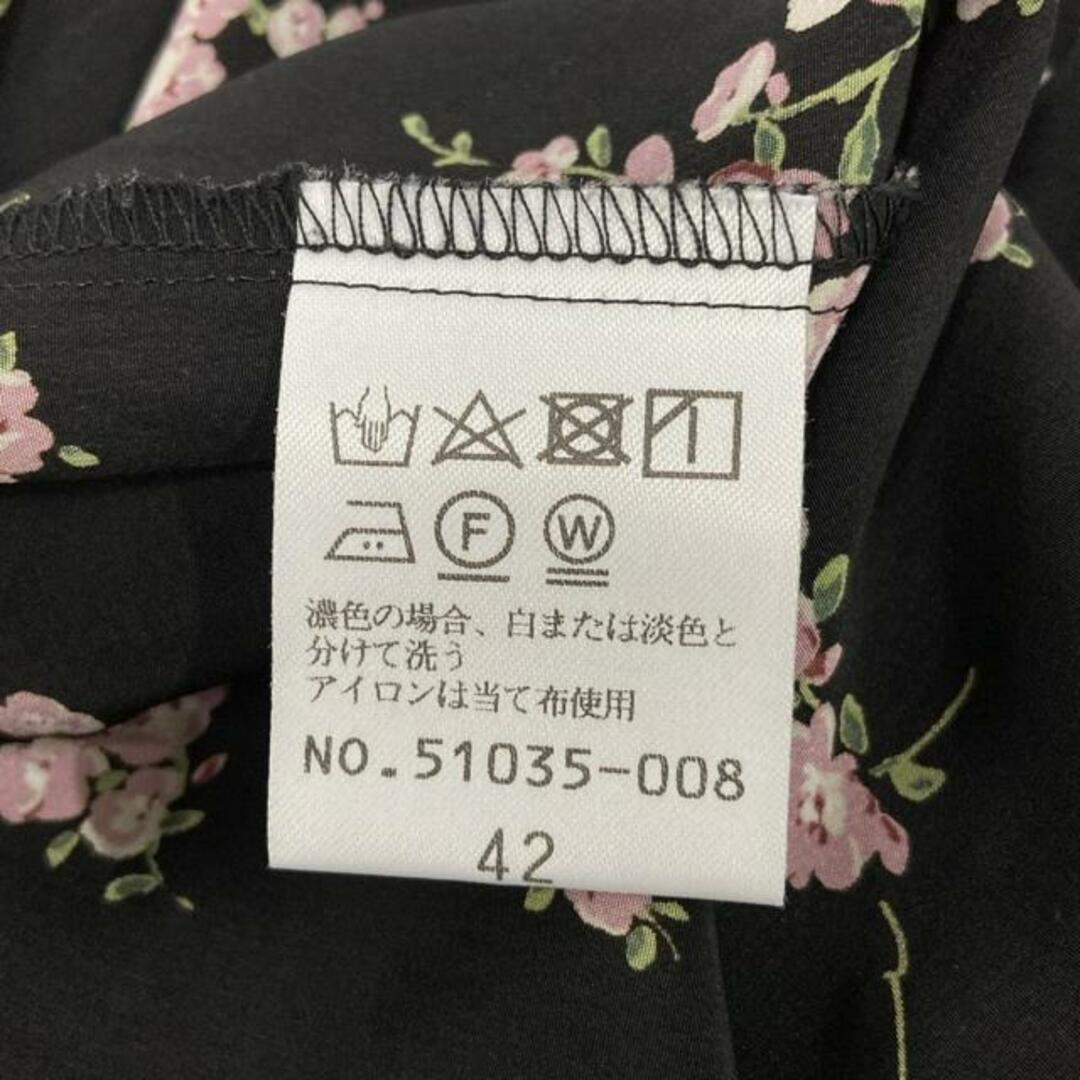 F W
濃色の場合、白または淡色と
分けて洗う
アイロンは当て布使用
NO.51035-008
42